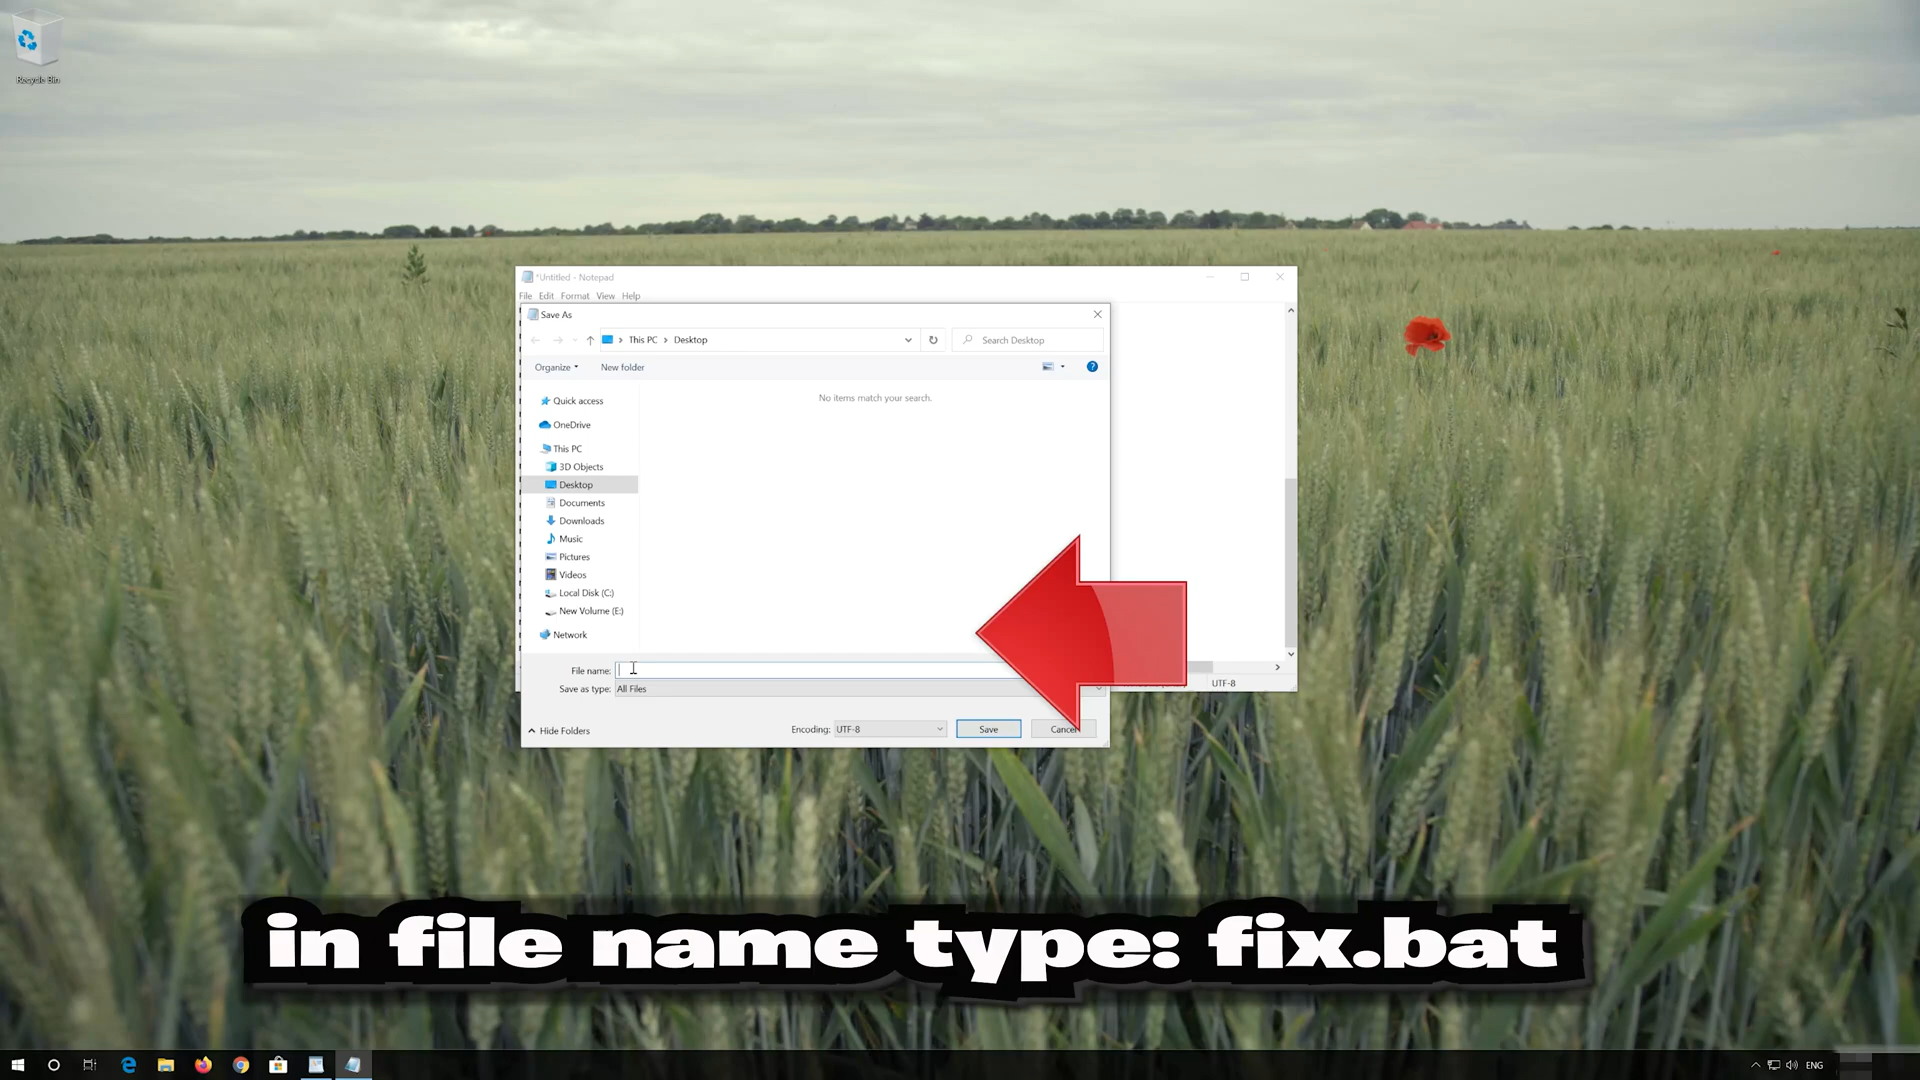 Recycle Bin
*Untitled - Notepad
File Edit Format View Help
Save As
This PC > Desktop
Search Desktop
Organize
New folder
?
No items match your search.
Quick access
OneDrive
This PC
3D Objects
Desktop
Documents
Downloads
Music
Pictures
Videos
Local Disk (C:)
New Volume (E:)
Network
File name:
Save as type: All Files
UTF-8
Hide Folders
Encoding: UTF-8
Save
Cancel
in file name type: fix.bat
ENG